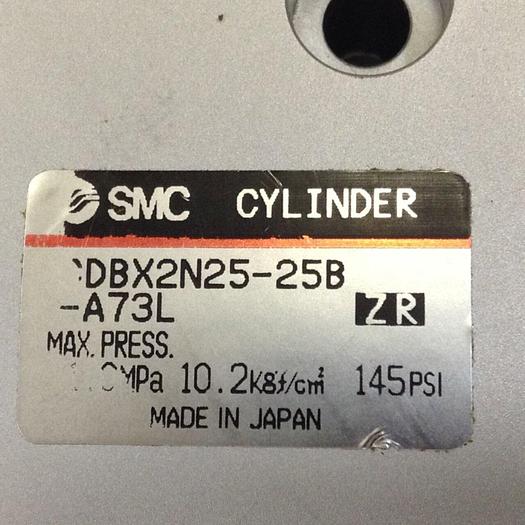 SMC CYLINDER
DBX2N25-25B
-A73L ZR
MAX. PRESS.
MPa 10.2Kgf/cm² 145PSI
MADE IN JAPAN